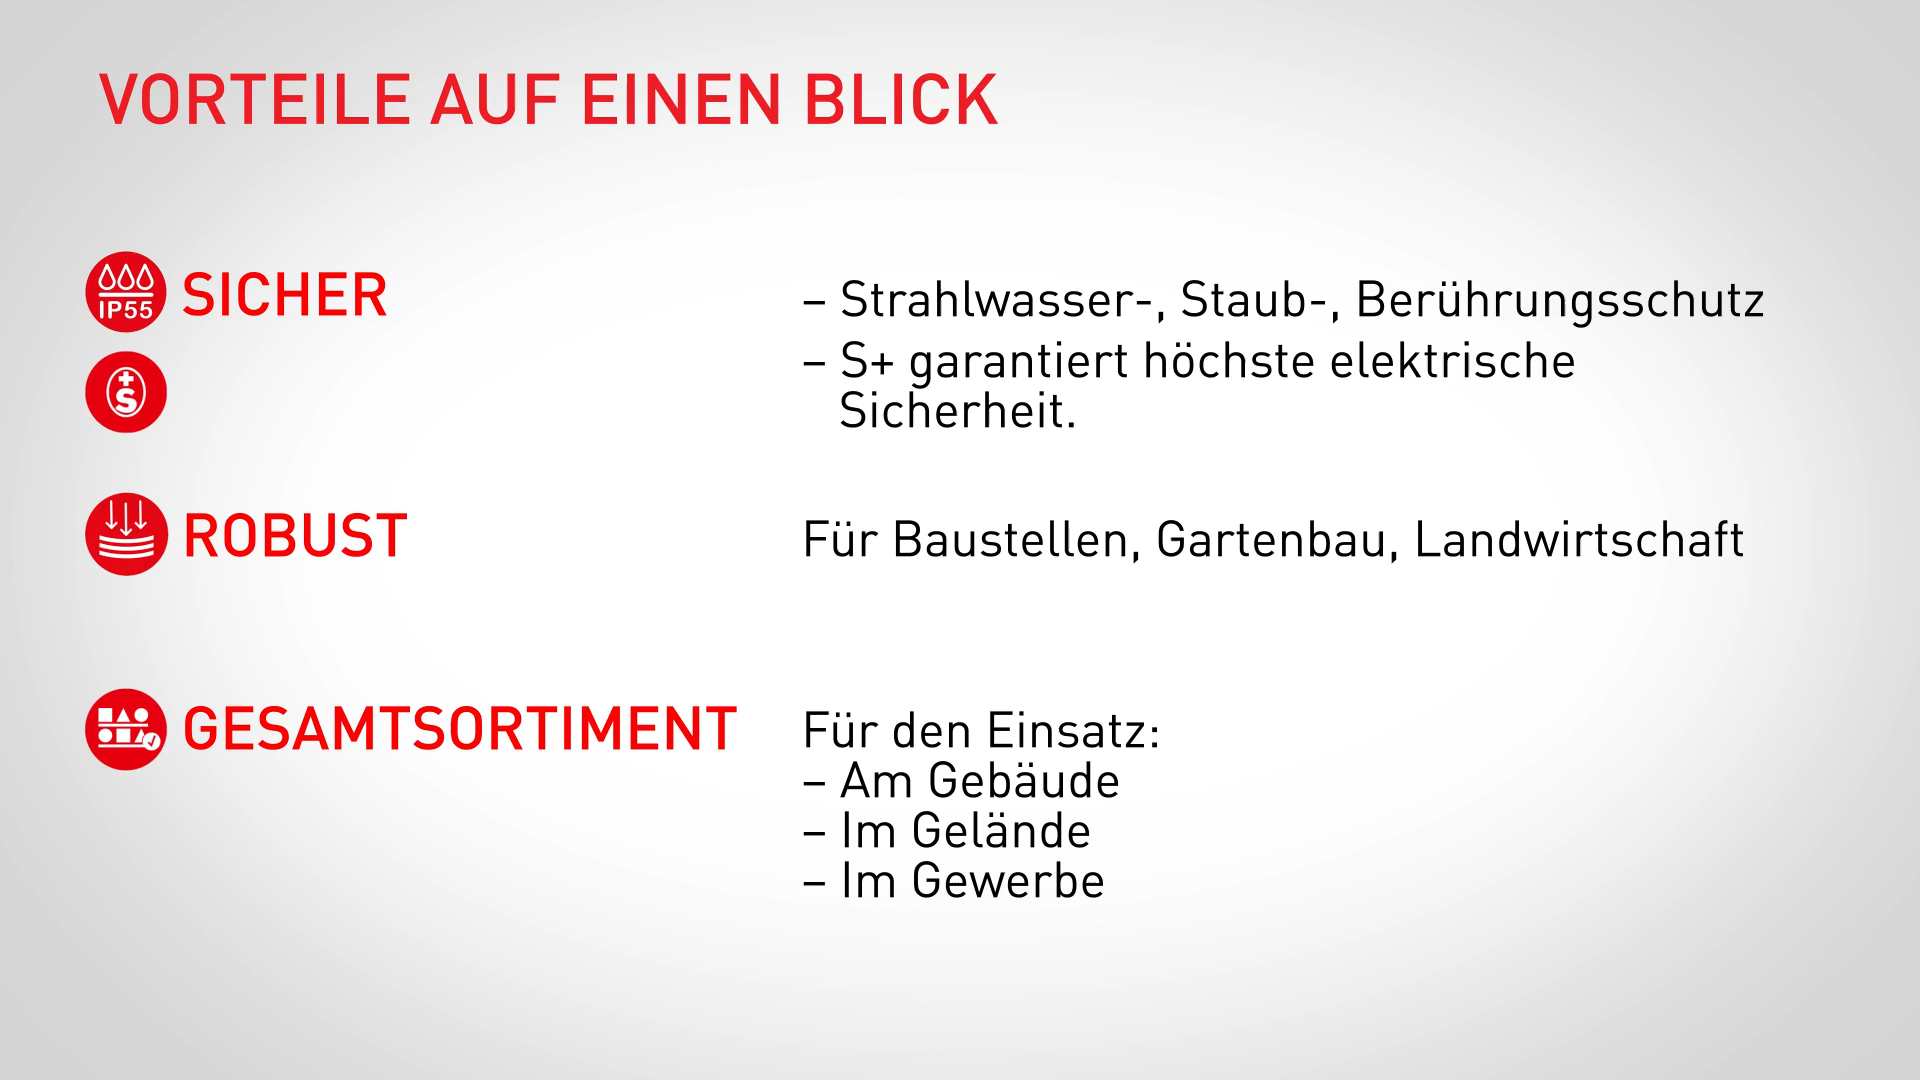 VORTEILE AUF EINEN BLICK
IP55
SICHER
– Strahlwasser-, Staub-, Berührungsschutz
+S
– S+ garantiert höchste elektrische
Sicherheit.
ROBUST
Für Baustellen, Gartenbau, Landwirtschaft
GESAMTSORTIMENT
Für den Einsatz:
– Am Gebäude
– Im Gelände
– Im Gewerbe